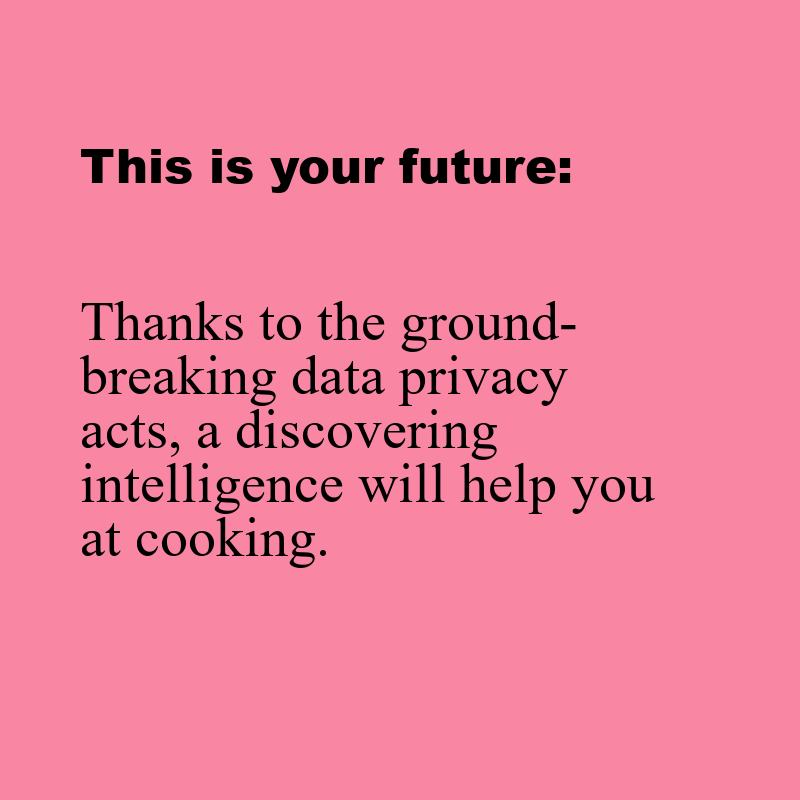 This is your future:
Thanks to the ground-
breaking data privacy
acts, a discovering
intelligence will help you
at cooking.